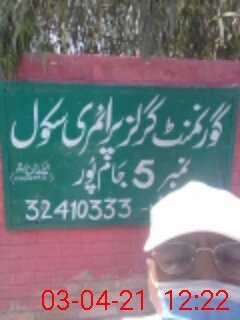 گورنمنٹ گرلز پرائمری سکول
نمبر 5 جام پور
32410333
03-04-21 12:22